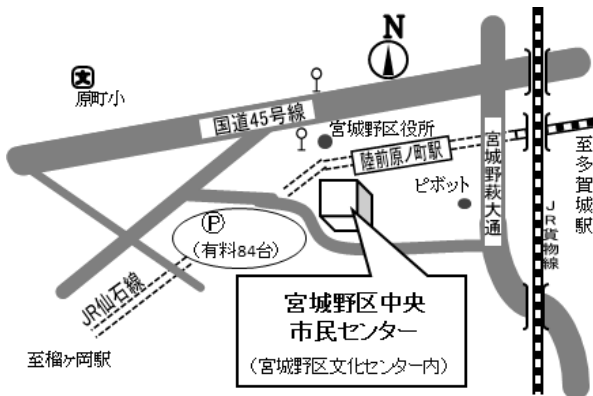 N
文
原町小
国道45号線
宮城野区役所
陸前原ノ町駅
宮城野萩大通
至多賀城駅
ピボット
JR貨物線
P
(有料84台)
JR仙石線
至榴ヶ岡駅
宮城野区中央
市民センター
(宮城野区文化センター内)